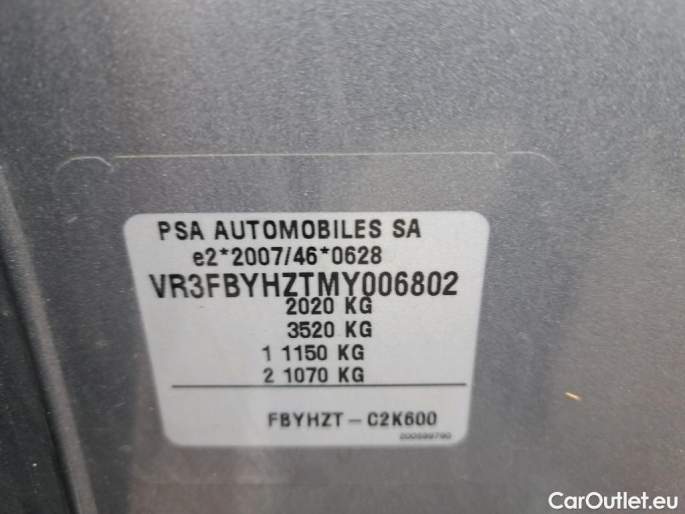 PSA AUTOMOBILES SA
e2*2007/46*0628
VR3FBYHZTMY006802
2020 KG
3520 KG
1 1150 KG
2 1070 KG
FBYHZT - C2K600
CarOutlet.eu